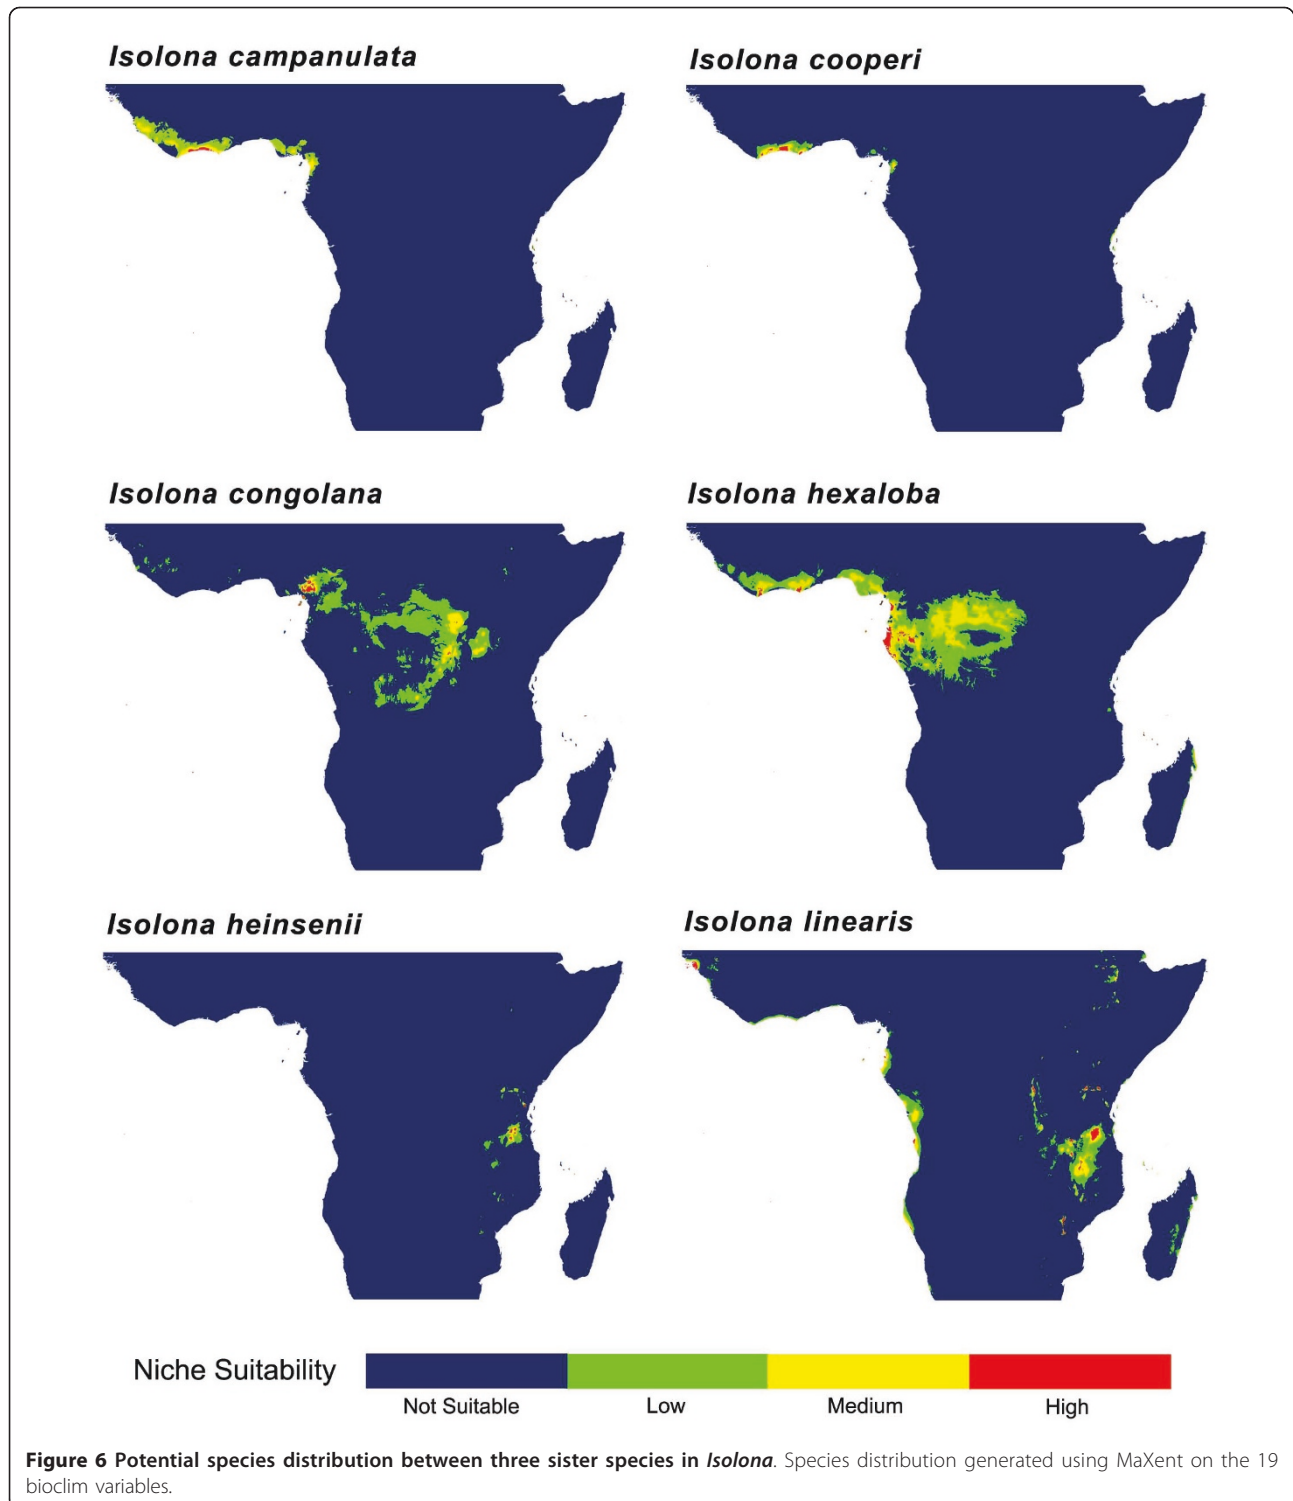 Isolona campanulata
Isolona cooperi
Isolona congolana
Isolona hexaloba
Isolona heinsenii
Isolona linearis
Niche Suitability
Not Suitable
Low
Medium
High
Figure 6 Potential species distribution between three sister species in Isolona. Species distribution generated using MaXent on the 19
bioclim variables.